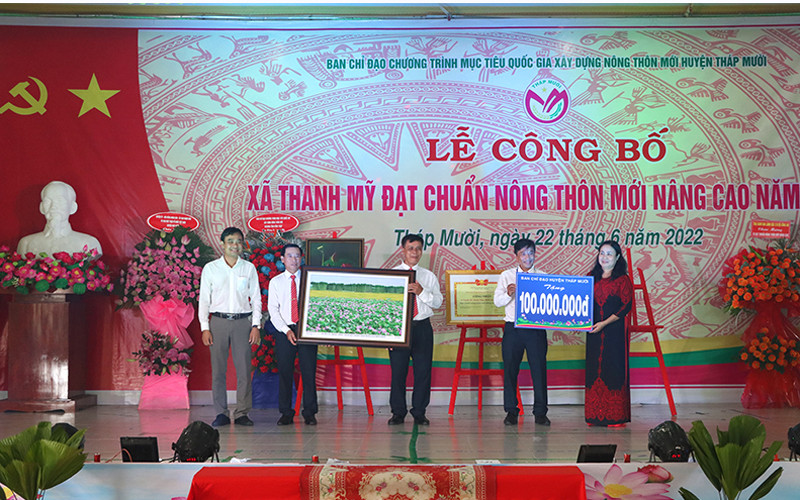 BAN CHỈ ĐẠO CHƯƠNG TRÌNH MỤC TIÊU QUỐC GIA XÂY DỰNG NÔNG THÔN MỚI HUYỆN THÁP MƯỜI
THÁP MƯỜI
LỄ CÔNG BỐ
XÃ THANH MỸ ĐẠT CHUẨN NÔNG THÔN MỚI NÂNG CAO NĂM
Tháp Mười, ngày 22 tháng 6 năm 2022
BAN CHỈ ĐẠO HUYỆN THÁP MƯỜI
Tặng
100.000.000đ